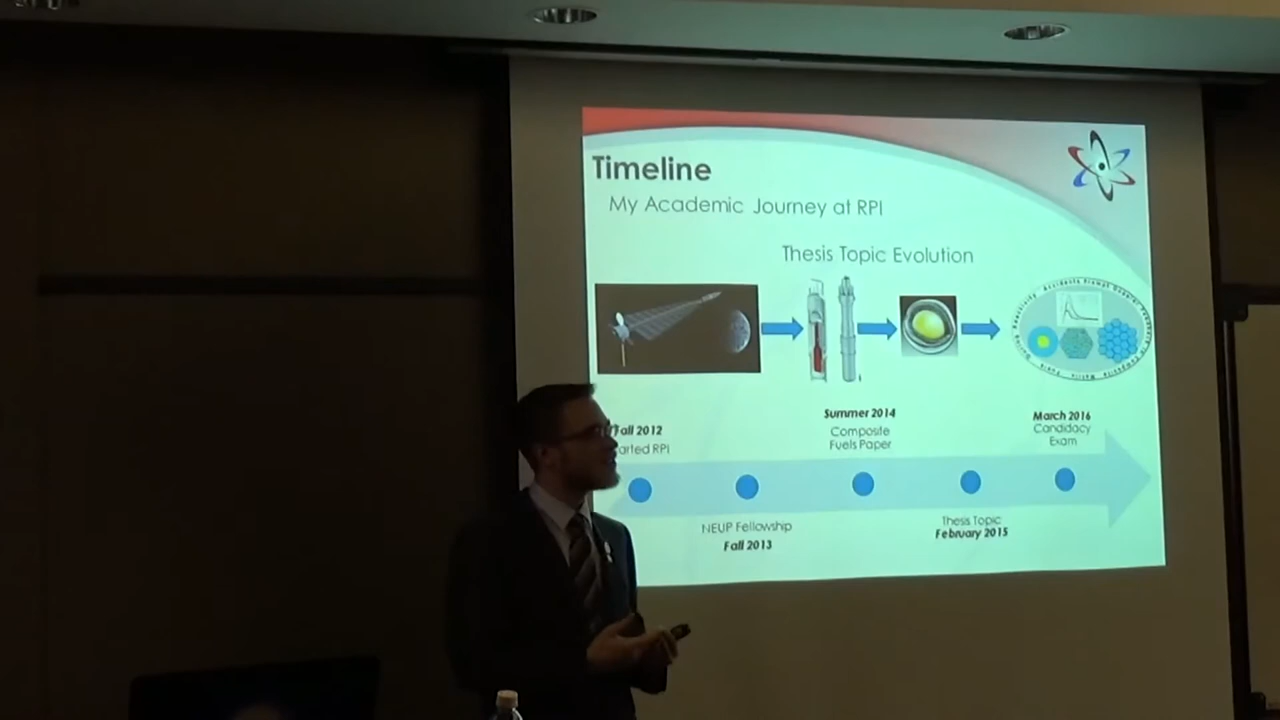 Timeline
My Academic Journey at RPI
Thesis Topic Evolution
Fall 2012
arted RPI
Summer 2014
Composite
Fuels Paper
March 2016
Candidacy
Exam
NEUP Fellowship
Fall 2013
Thesis Topic
February 2015